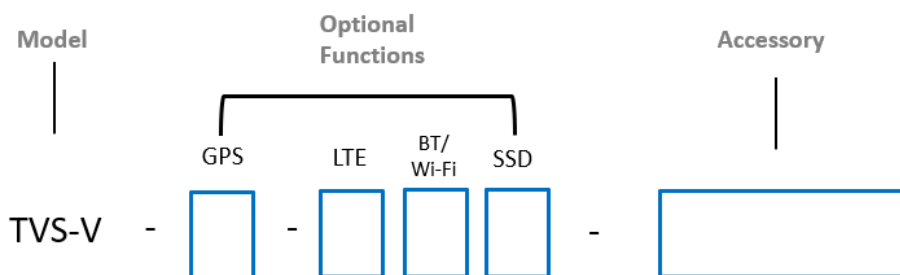 Model
Optional
Functions
Accessory
GPS
LTE
BT/
Wi-Fi
SSD
TVS-V - - -